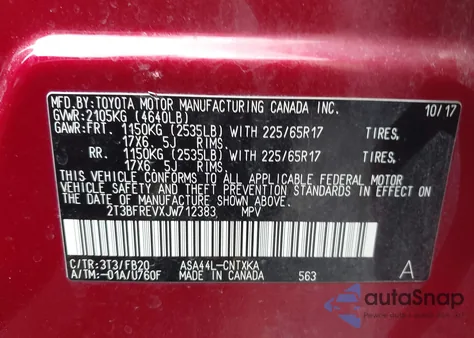 MFD.BY:TOYOTA MOTOR MANUFACTURING CANADA INC. 10/17
GVWR:2105KG (4640LB)
GAWR:FRT. 1150KG (2535LB) WITH 225/65R17 TIRES,
17X6. 5J RIMS.
RR. 1150KG (2535LB) WITH 225/65R17 TIRES,
17X6. 5J RIMS.
THIS VEHICLE CONFORMS TO ALL APPLICABLE FEDERAL MOTOR
VEHICLE SAFETY AND THEFT PREVENTION STANDARDS IN EFFECT ON
THE DATE OF MANUFACTURE SHOWN ABOVE.
2T3BFREVXJW712383 MPV
C/TR:3T3/FB20 ASA44L-CNTXKA
A/TM:-01A/U760F MADE IN CANADA 563 A
autoSnap